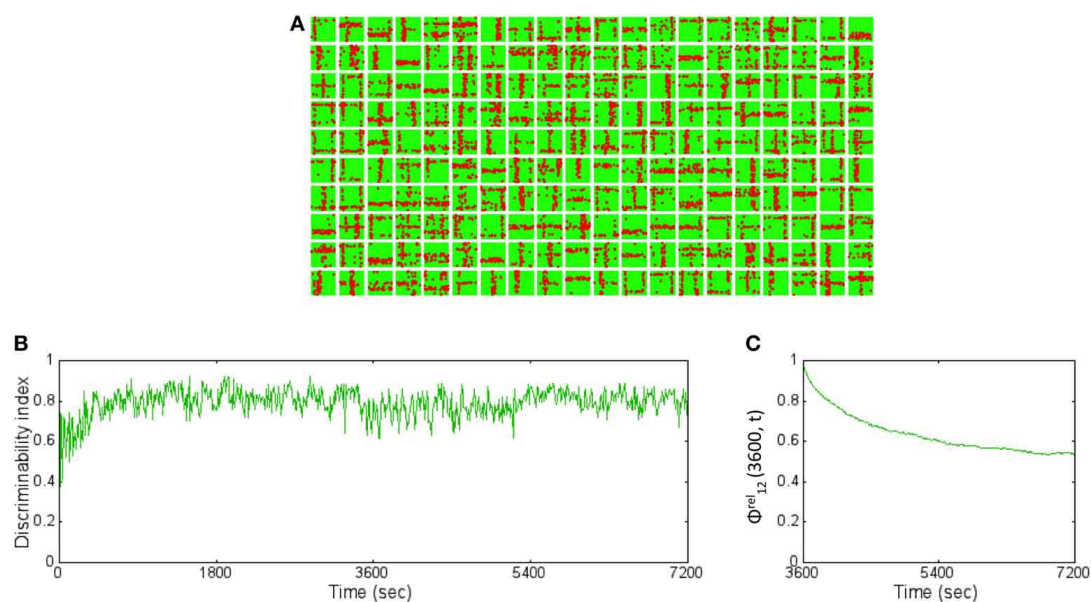 A
B
C
1
0.8
0.6
0.4
0.2
0
Discriminability index
0 1800 3600 5400 7200
Time (sec)
1
0.8
0.6
0.4
0.2
0
Φ^rel_12 (3600, t)
3600 5400 7200
Time (sec)